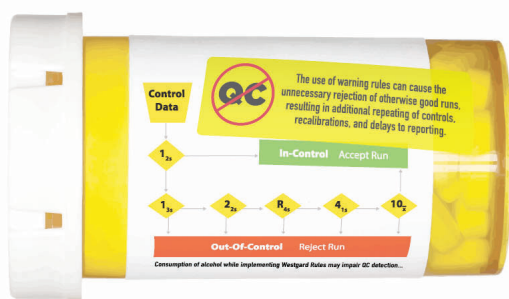 QC
The use of warning rules can cause the
unnecessary rejection of otherwise good runs,
resulting in additional repeating of controls,
recalibrations, and delays to reporting.
Control
Data
12s
In-Control Accept Run
13s 22s R4s 41s 10x̅
Out-Of-Control Reject Run
Consumption of alcohol while implementing Westgard Rules may impair QC detection...